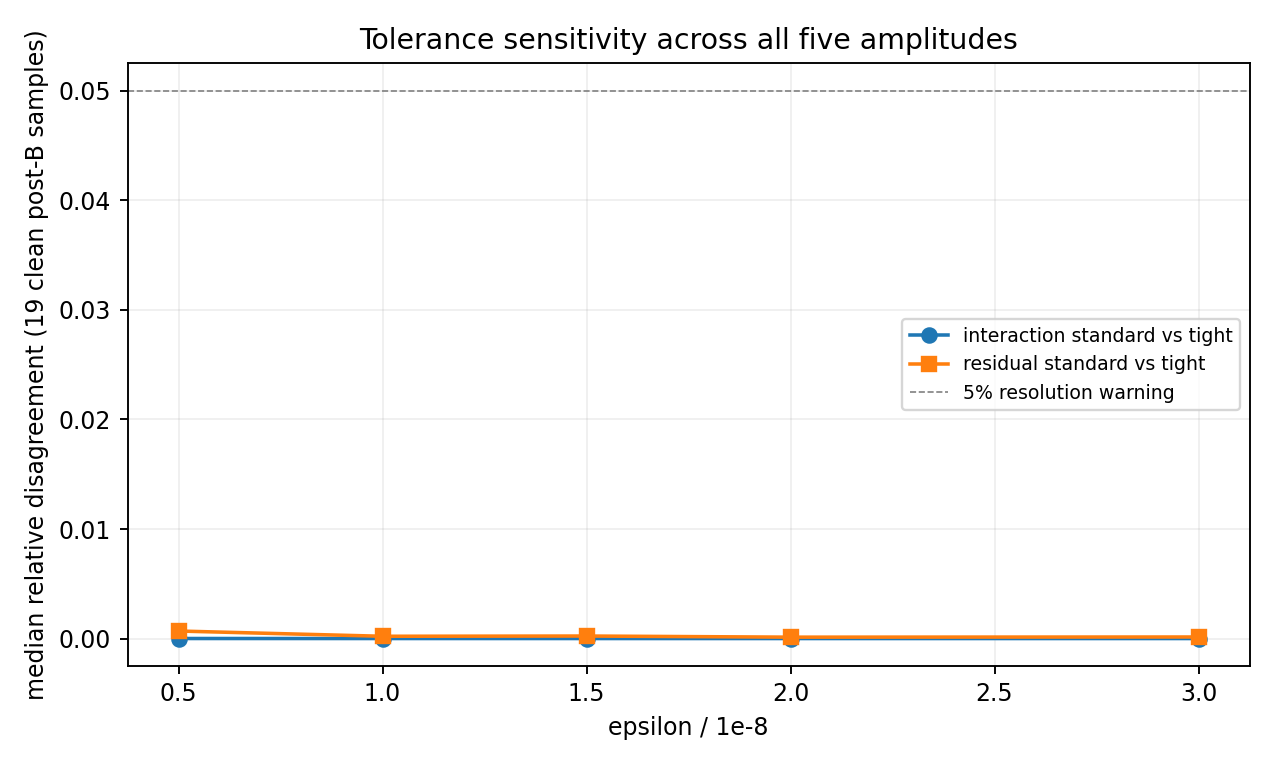 Tolerance sensitivity across all five amplitudes
median relative disagreement (19 clean post-B samples)
0.05
0.04
0.03
0.02
0.01
0.00
interaction standard vs tight
residual standard vs tight
5% resolution warning
0.5 1.0 1.5 2.0 2.5 3.0
epsilon / 1e-8